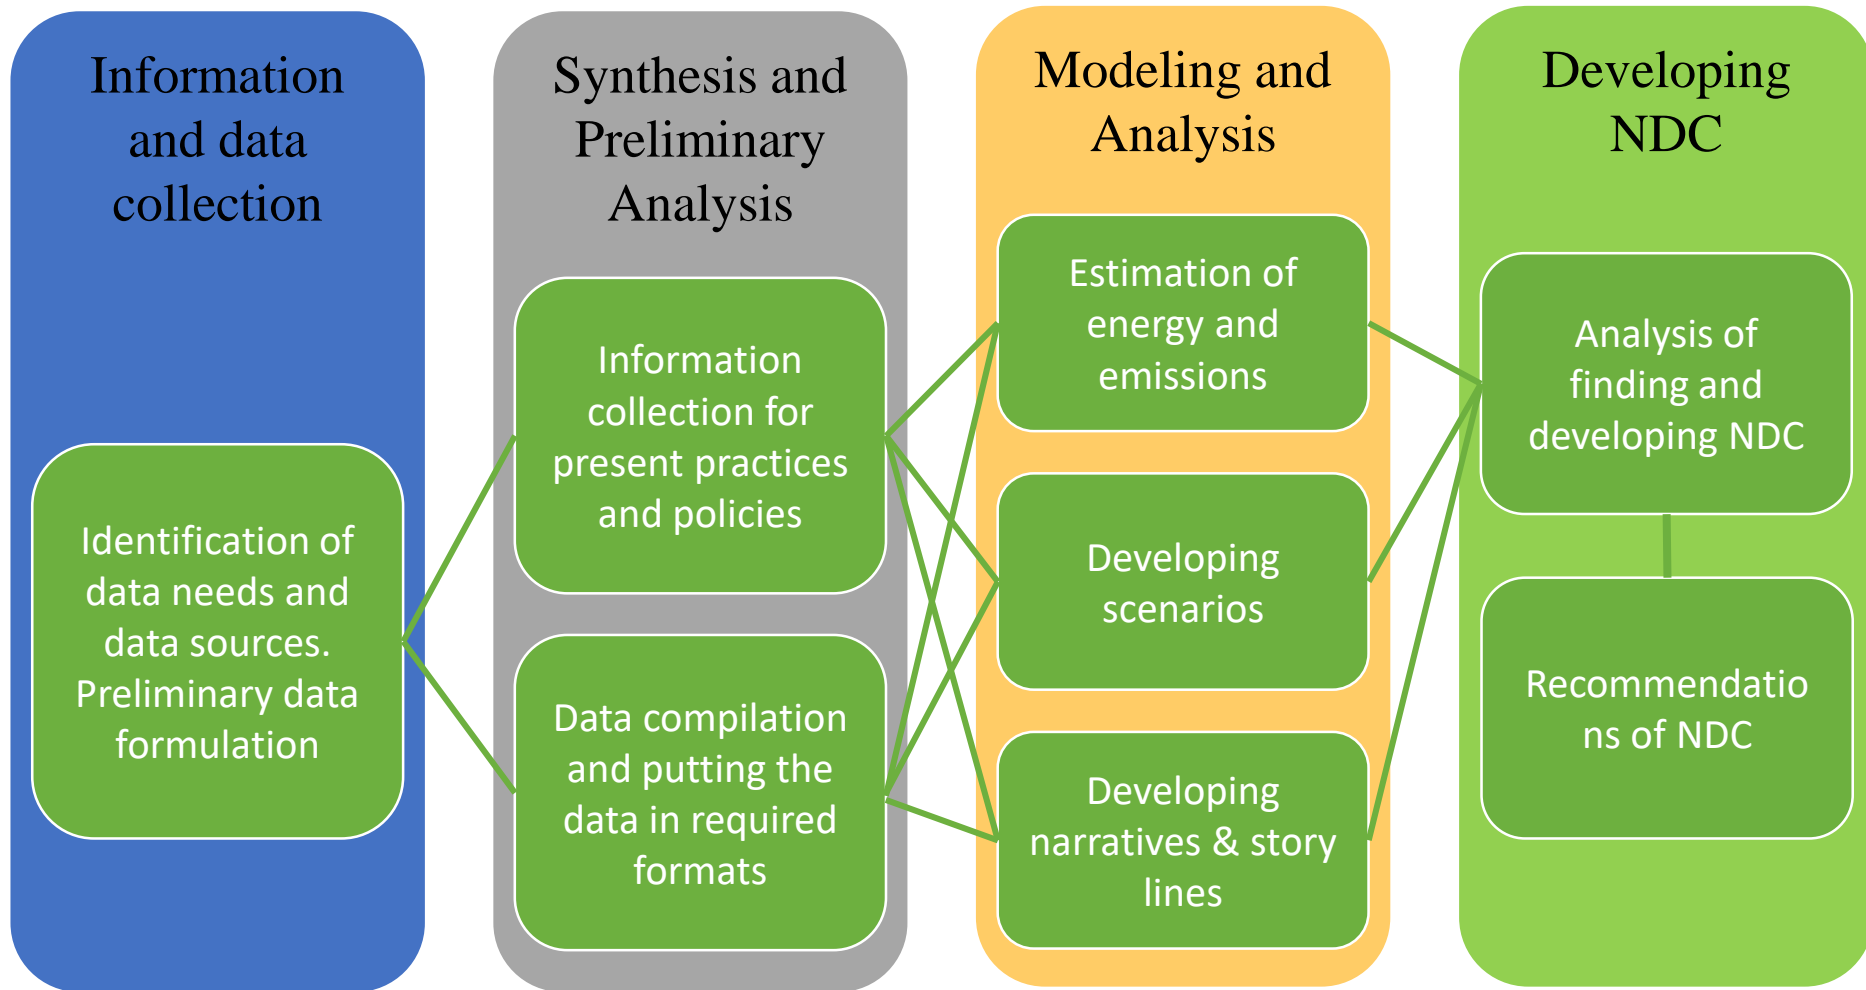 Information
and data
collection
Identification of
data needs and
data sources.
Preliminary data
formulation
Synthesis and
Preliminary
Analysis
Information
collection for
present practices
and policies
Data compilation
and putting the
data in required
formats
Modeling and
Analysis
Estimation of
energy and
emissions
Developing
scenarios
Developing
narratives & story
lines
Developing
NDC
Analysis of
finding and
developing NDC
Recommendatio
ns of NDC